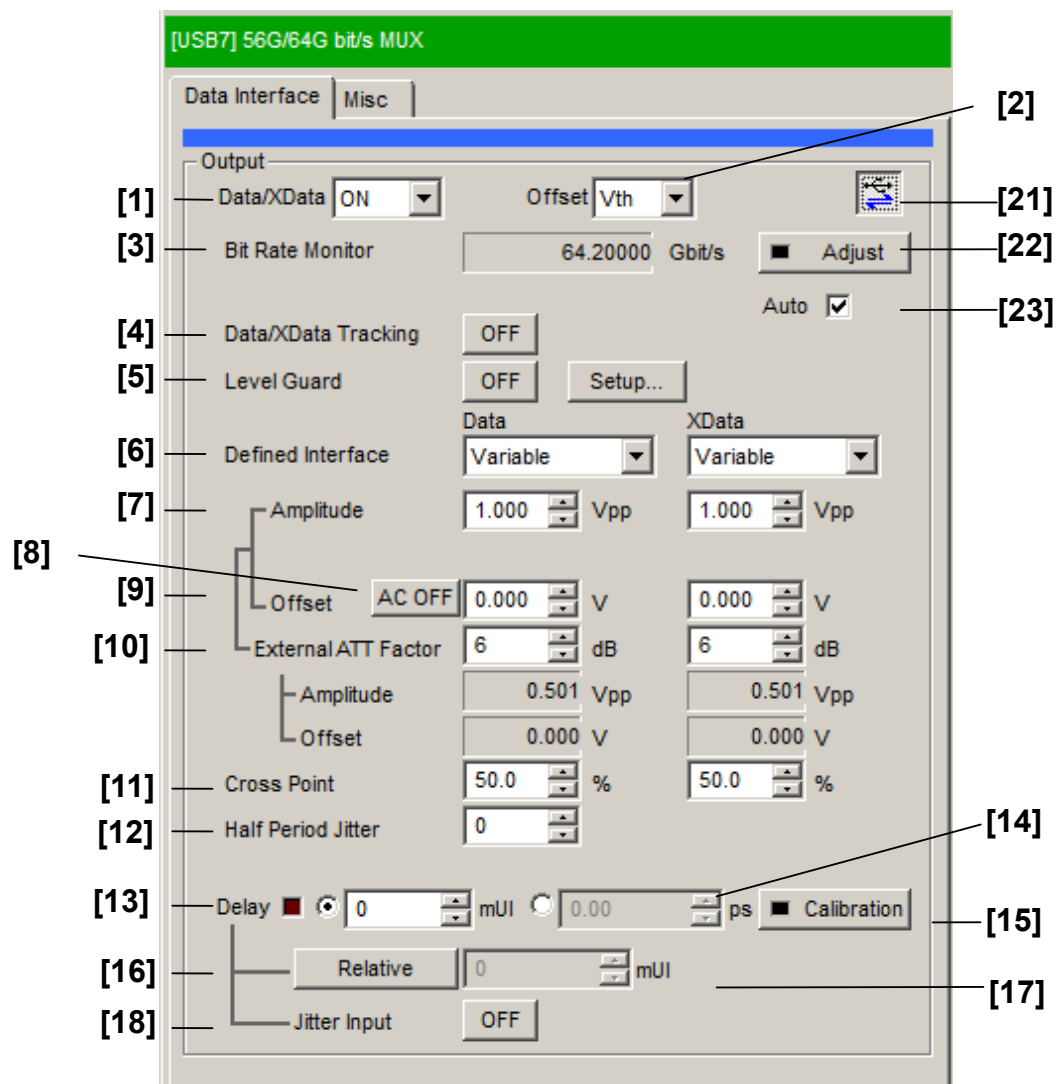 [USB7] 56G/64G bit/s MUX
Data Interface Misc
[2]
Output
[1] Data/XData ON Offset Vth [21]
[3] Bit Rate Monitor 64.20000 Gbit/s Adjust [22]
Auto [23]
[4] Data/XData Tracking OFF
[5] Level Guard OFF Setup...
Data XData
[6] Defined Interface Variable Variable
[7] Amplitude 1.000 Vpp 1.000 Vpp
[8]
[9] Offset AC OFF 0.000 V 0.000 V
[10] External ATT Factor 6 dB 6 dB
Amplitude 0.501 Vpp 0.501 Vpp
Offset 0.000 V 0.000 V
[11] Cross Point 50.0 % 50.0 %
[12] Half Period Jitter 0
[14]
[13] Delay 0 mUI 0.00 ps Calibration
[15]
[16] Relative 0 mUI
[17]
[18] Jitter Input OFF